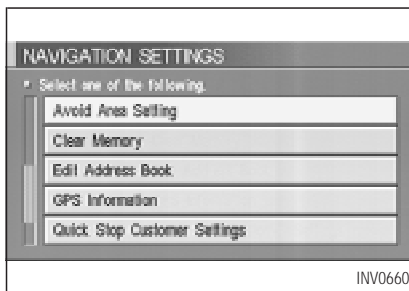 NAVIGATION SETTINGS
Select one of the following.
Avoid Area Setting
Clear Memory
Edit Address Book
GPS Information
Quick Stop Customer Settings
INV0660